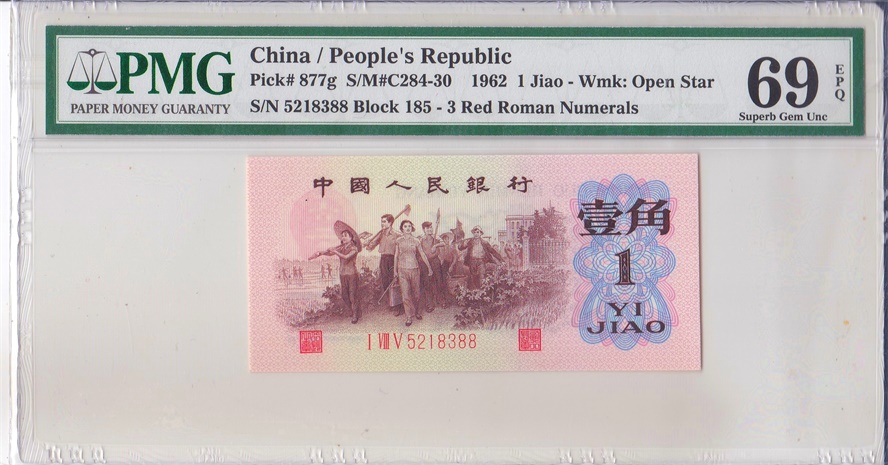 PMG
PAPER MONEY GUARANTY
China / People's Republic
Pick# 877g S/M#C284-30 1962 1 Jiao - Wmk: Open Star
S/N 5218388 Block 185 - 3 Red Roman Numerals
69
EPQ
Superb Gem Unc
中國人民銀行
壹角
1
YI
JIAO
I VIII V 5218388